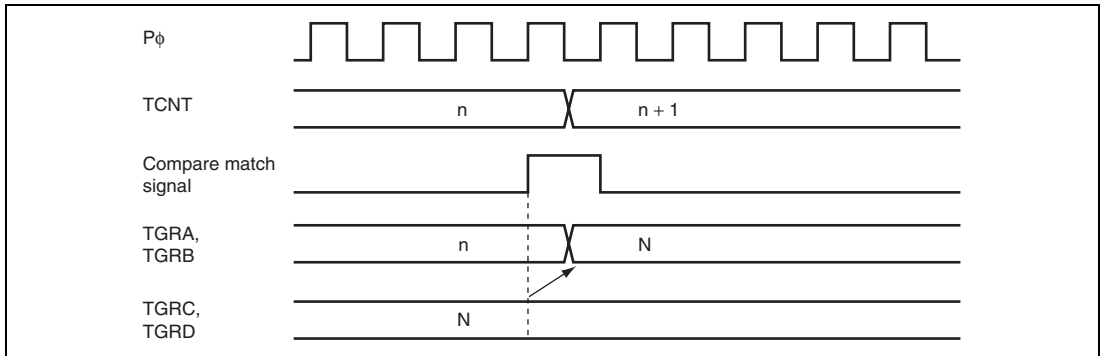 Pϕ
TCNT
n
n + 1
Compare match
signal
TGRA,
TGRB
n
N
TGRC,
TGRD
N